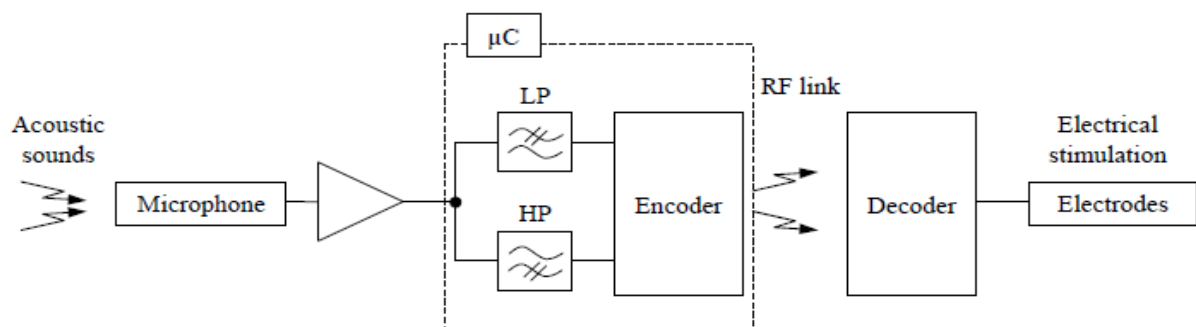 µC
LP
RF link
Acoustic
sounds
Electrical
stimulation
Microphone
Encoder
Decoder
Electrodes
HP